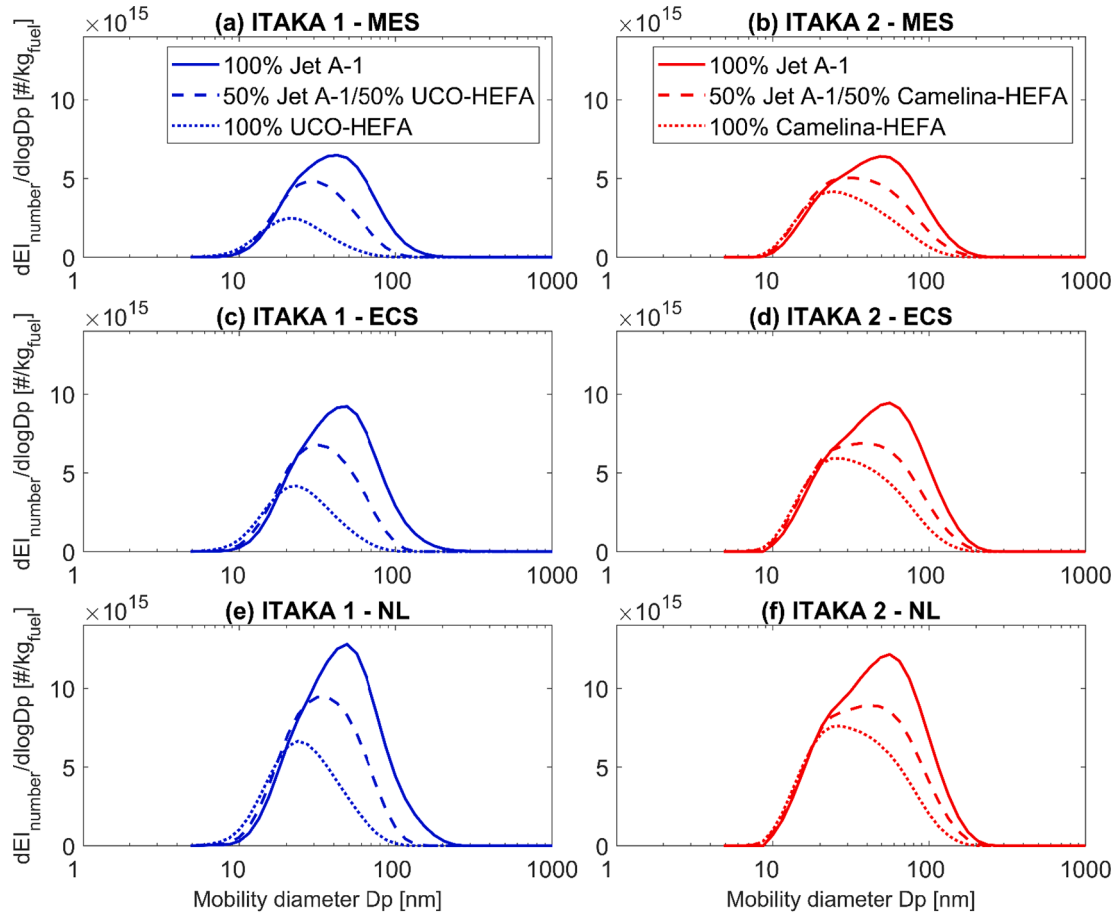 ×10^15
(a) ITAKA 1 - MES
dEI_number/dlogDp [#/kg_fuel]
10
5
0
100% Jet A-1
50% Jet A-1/50% UCO-HEFA
100% UCO-HEFA
1 10 100 1000
×10^15
(b) ITAKA 2 - MES
10
5
0
100% Jet A-1
50% Jet A-1/50% Camelina-HEFA
100% Camelina-HEFA
1 10 100 1000
×10^15
(c) ITAKA 1 - ECS
dEI_number/dlogDp [#/kg_fuel]
10
5
0
1 10 100 1000
×10^15
(d) ITAKA 2 - ECS
10
5
0
1 10 100 1000
×10^15
(e) ITAKA 1 - NL
dEI_number/dlogDp [#/kg_fuel]
10
5
0
1 10 100 1000
Mobility diameter Dp [nm]
×10^15
(f) ITAKA 2 - NL
10
5
0
1 10 100 1000
Mobility diameter Dp [nm]